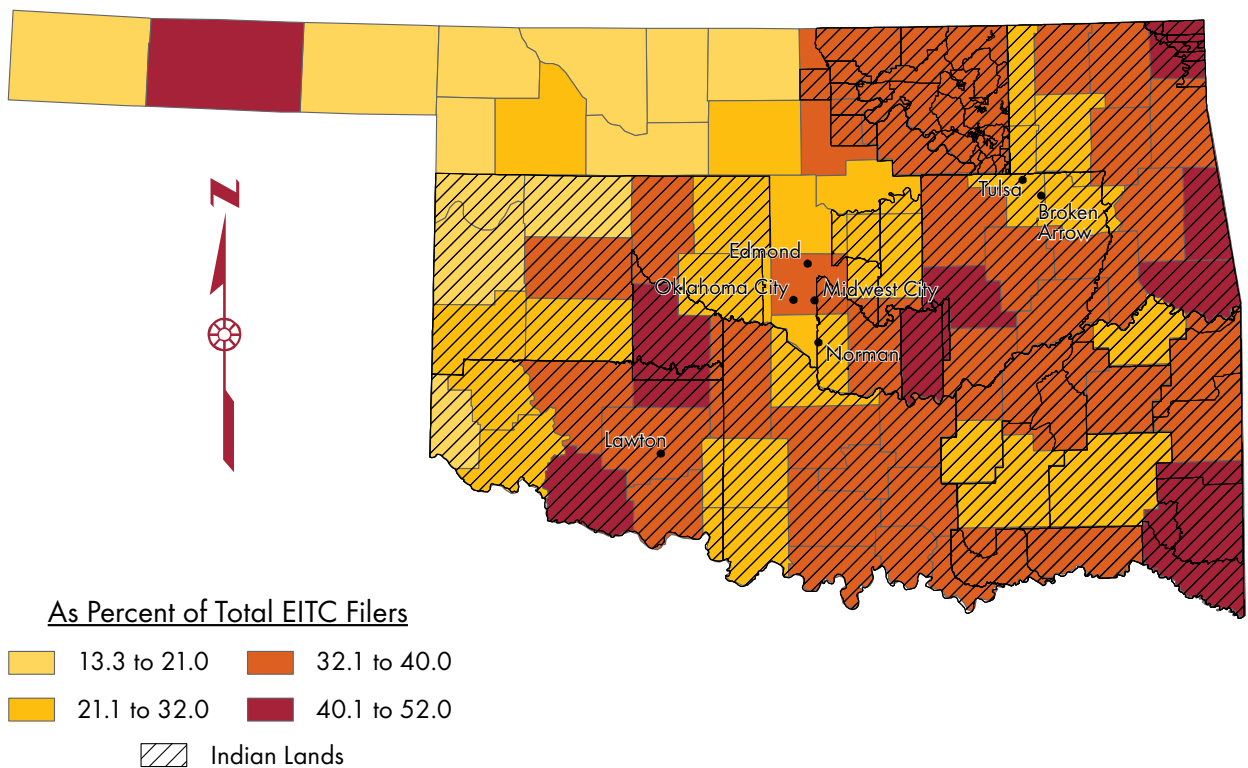 Tulsa
Broken
Arrow
Edmond
Oklahoma City
Midwest City
Norman
Lawton
N
As Percent of Total EITC Filers
13.3 to 21.0
32.1 to 40.0
21.1 to 32.0
40.1 to 52.0
Indian Lands